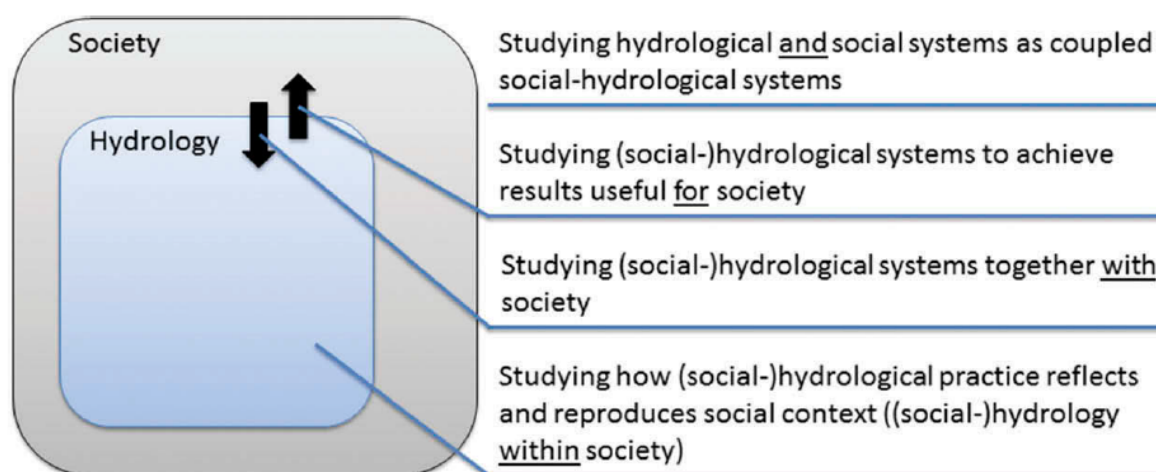 Society
Hydrology
Studying hydrological and social systems as coupled
social-hydrological systems
Studying (social-)hydrological systems to achieve
results useful for society
Studying (social-)hydrological systems together with
society
Studying how (social-)hydrological practice reflects
and reproduces social context ((social-)hydrology
within society)